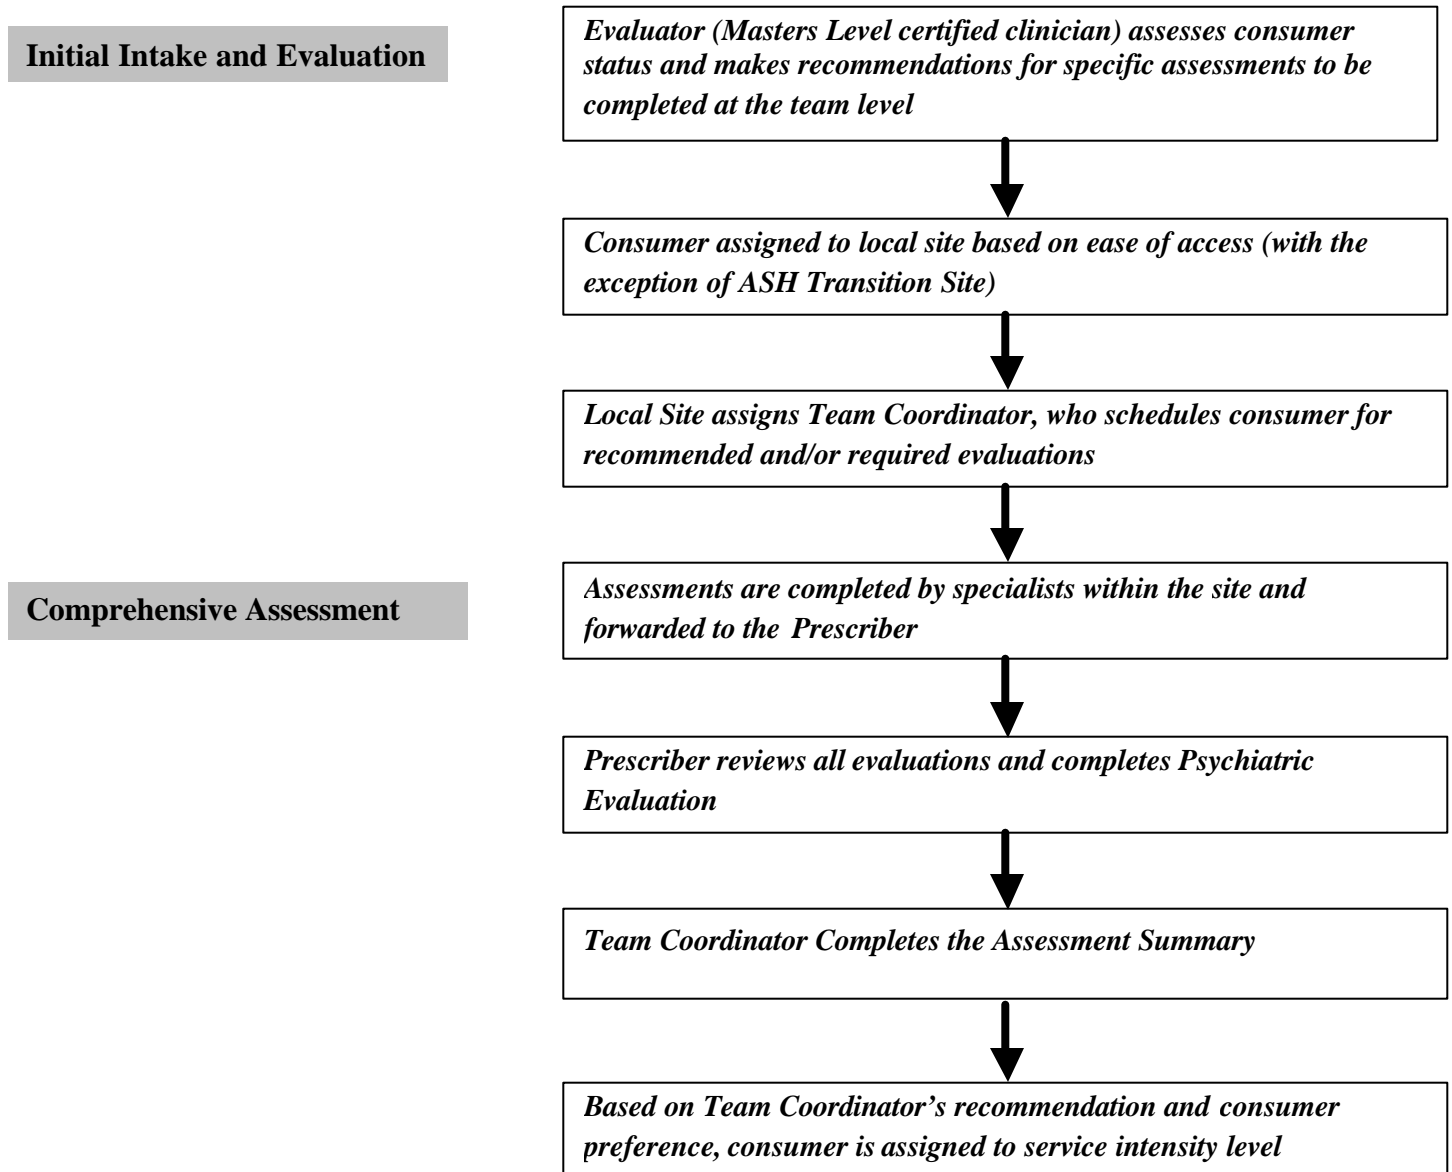 Initial Intake and Evaluation
Evaluator (Masters Level certified clinician) assesses consumer
status and makes recommendations for specific assessments to be
completed at the team level
Consumer assigned to local site based on ease of access (with the
exception of ASH Transition Site)
Local Site assigns Team Coordinator, who schedules consumer for
recommended and/or required evaluations
Comprehensive Assessment
Assessments are completed by specialists within the site and
forwarded to the Prescriber
Prescriber reviews all evaluations and completes Psychiatric
Evaluation
Team Coordinator Completes the Assessment Summary
Based on Team Coordinator’s recommendation and consumer
preference, consumer is assigned to service intensity level